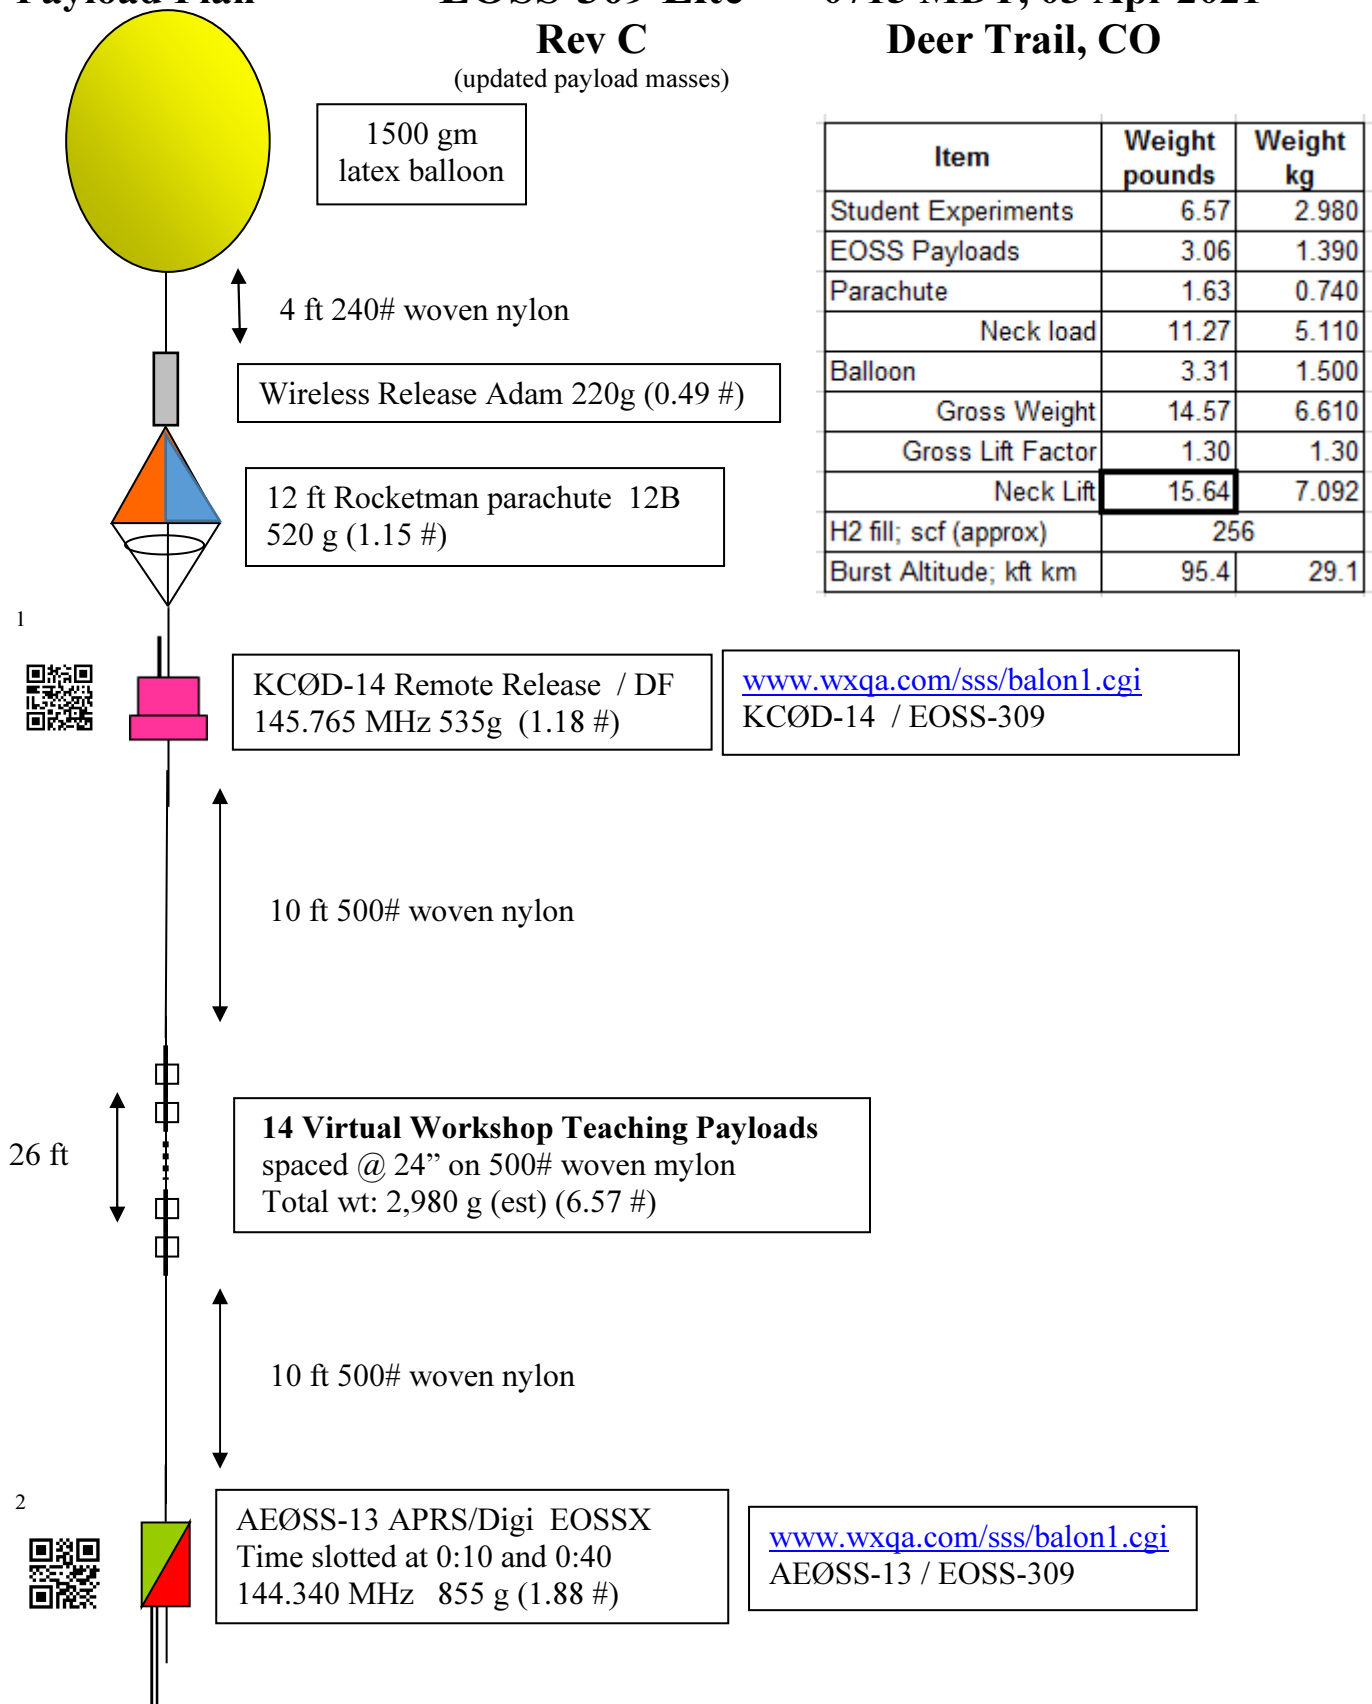 Rev C
Deer Trail, CO
(updated payload masses)
1500 gm
latex balloon
Item Weight pounds Weight kg
Student Experiments 6.57 2.980
EOSS Payloads 3.06 1.390
Parachute 1.63 0.740
Neck load 11.27 5.110
Balloon 3.31 1.500
Gross Weight 14.57 6.610
Gross Lift Factor 1.30 1.30
Neck Lift 15.64 7.092
H2 fill; scf (approx) 256
Burst Altitude; kft km 95.4 29.1
4 ft 240# woven nylon
Wireless Release Adam 220g (0.49 #)
12 ft Rocketman parachute 12B
520 g (1.15 #)
1
KCØD-14 Remote Release / DF
145.765 MHz 535g (1.18 #)
www.wxqa.com/sss/balon1.cgi
KCØD-14 / EOSS-309
10 ft 500# woven nylon
26 ft
14 Virtual Workshop Teaching Payloads
spaced @ 24” on 500# woven mylon
Total wt: 2,980 g (est) (6.57 #)
10 ft 500# woven nylon
2
AEØSS-13 APRS/Digi EOSSX
Time slotted at 0:10 and 0:40
144.340 MHz 855 g (1.88 #)
www.wxqa.com/sss/balon1.cgi
AEØSS-13 / EOSS-309